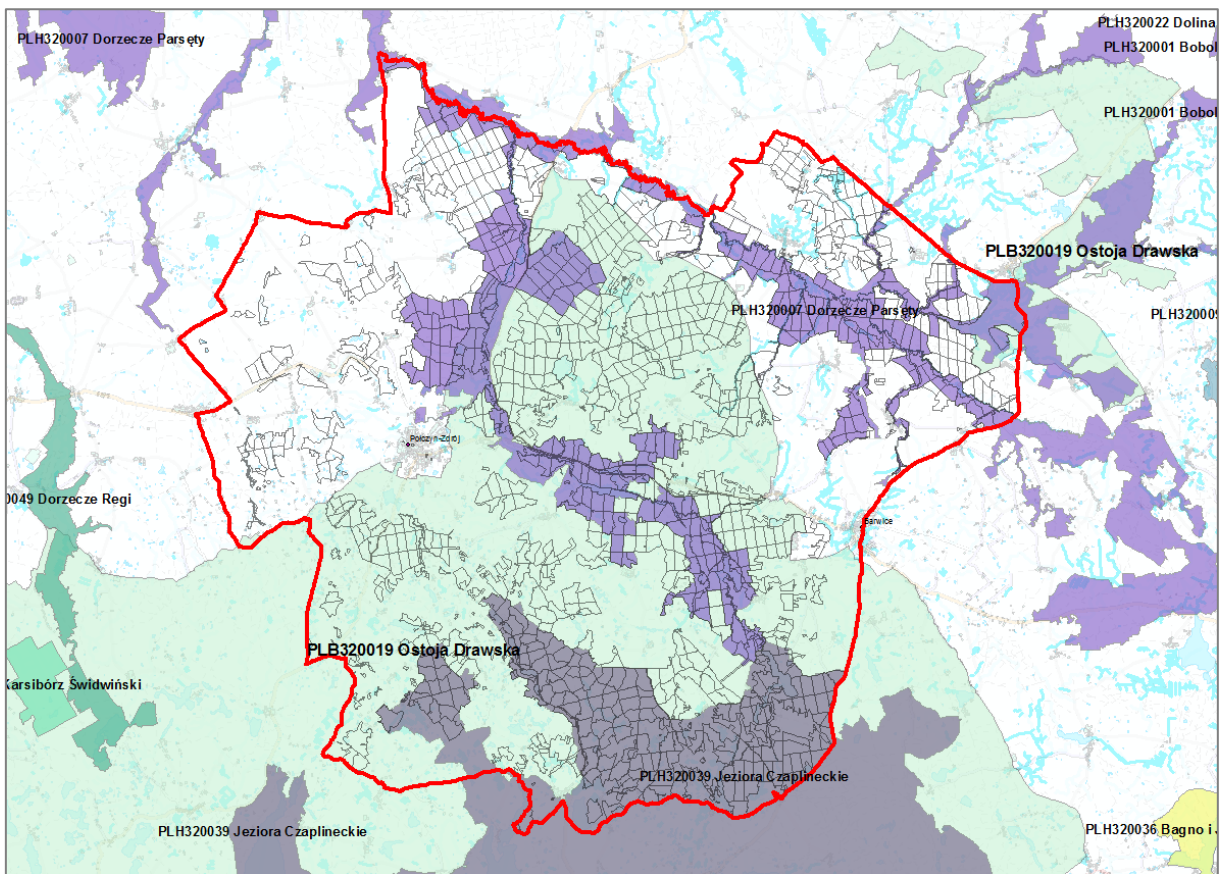 PLH320022 Dolina
PLH320007 Dorzecze Parsęty
PLH320001 Bobol
PLH320001 Bobol
PLB320019 Ostoja Drawska
PLH320007 Dorzecze Parsęty
PLH320009
Połczyn-Zdrój
0049 Dorzecze Regi
Barwice
PLB320019 Ostoja Drawska
Karsibórz Świdwiński
PLH320039 Jeziora Czaplineckie
PLH320039 Jeziora Czaplineckie
PLH320036 Bagno i J